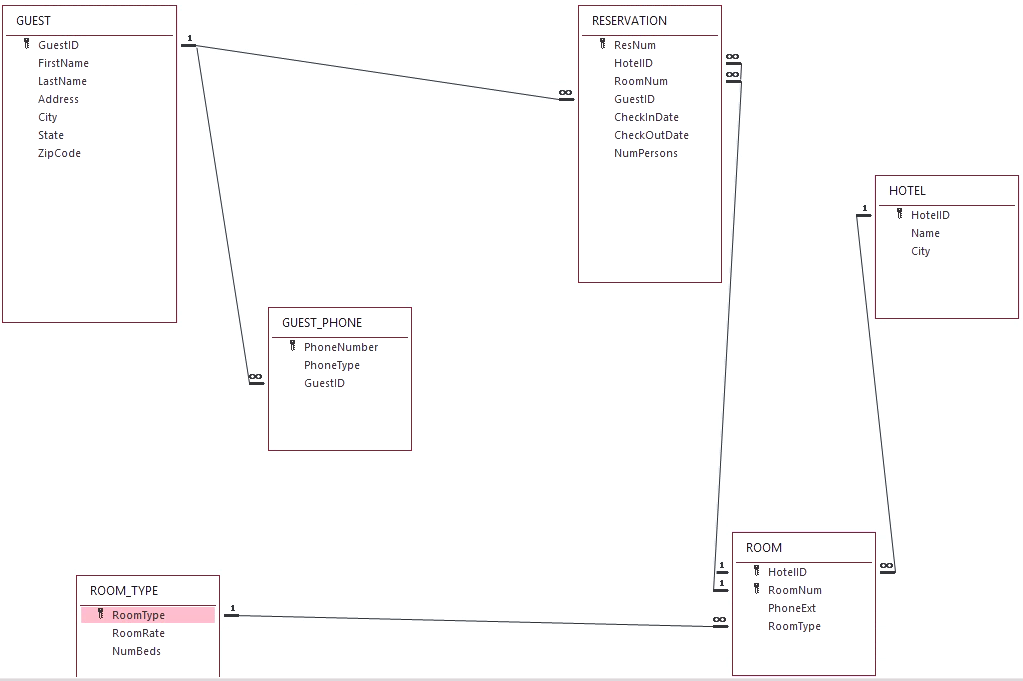 GUEST
GuestID
FirstName
LastName
Address
City
State
ZipCode
1
∞
RESERVATION
ResNum
HotelID
RoomNum
GuestID
CheckInDate
CheckOutDate
NumPersons
∞
∞
HOTEL
HotelID
Name
City
1
GUEST_PHONE
PhoneNumber
PhoneType
GuestID
∞
ROOM
HotelID
RoomNum
PhoneExt
RoomType
1
1
∞
∞
ROOM_TYPE
RoomType
RoomRate
NumBeds
1